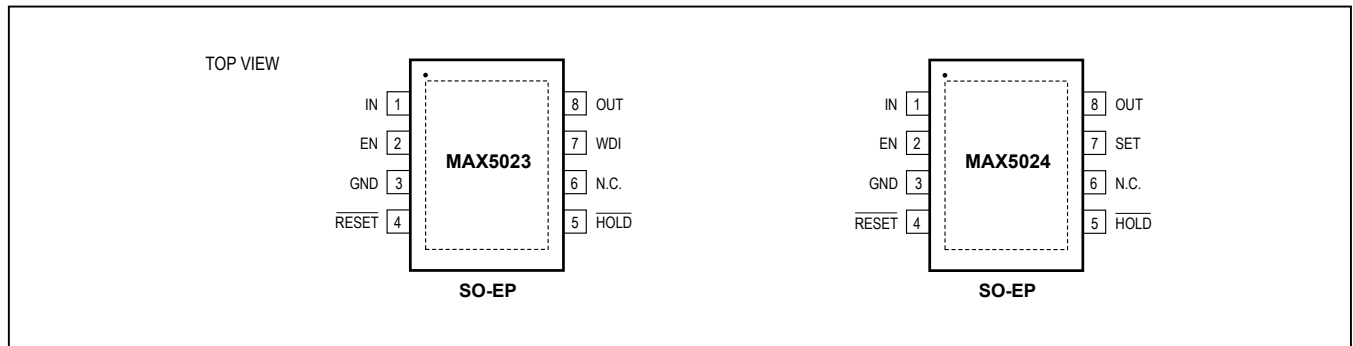 TOP VIEW
IN 1
EN 2
GND 3
RESET 4
MAX5023
8 OUT
7 WDI
6 N.C.
5 HOLD
SO-EP
IN 1
EN 2
GND 3
RESET 4
MAX5024
8 OUT
7 SET
6 N.C.
5 HOLD
SO-EP